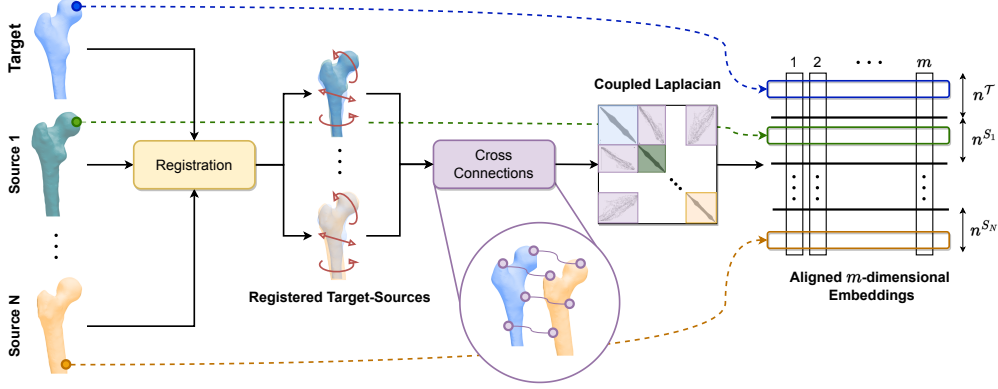 Target
Source 1
Source N
Registration
Registered Target-Sources
Cross
Connections
Coupled Laplacian
1 2 m
n^T
n^{S_1}
n^{S_N}
Aligned m-dimensional
Embeddings